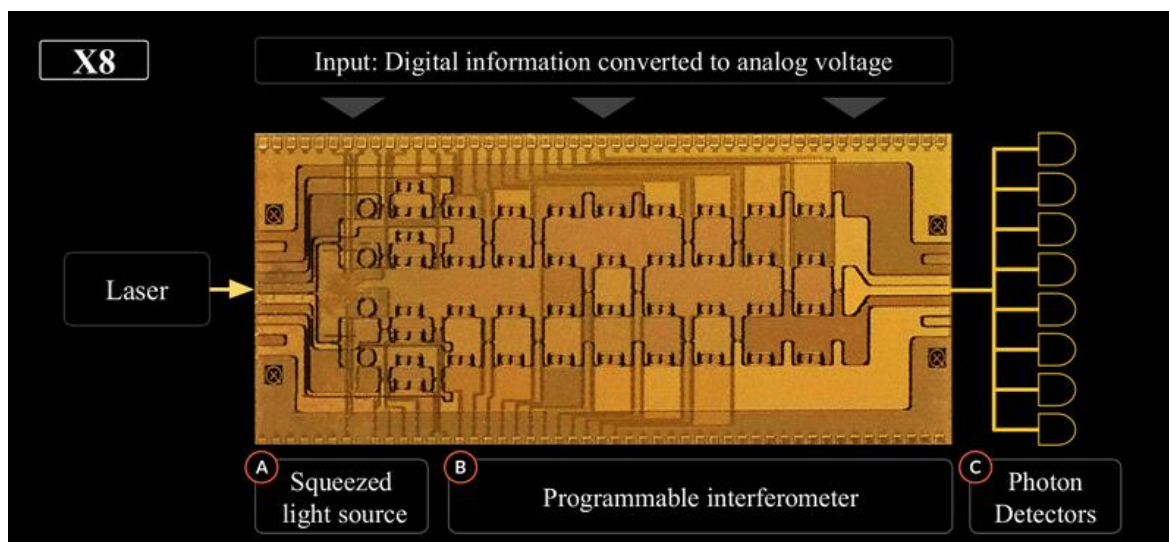 X8
Input: Digital information converted to analog voltage
Laser
A
Squeezed
light source
B
Programmable interferometer
C
Photon
Detectors